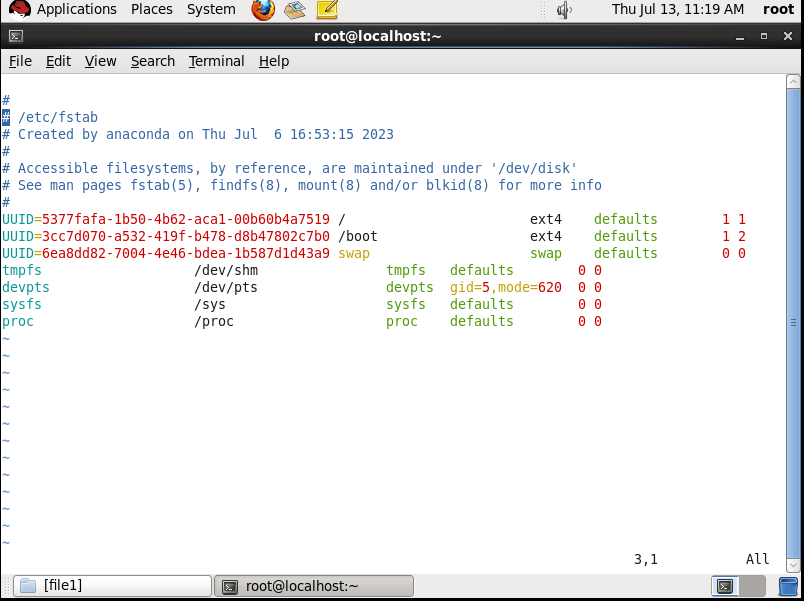 Applications Places System Thu Jul 13, 11:19 AM root
root@localhost:~
File Edit View Search Terminal Help
#
# /etc/fstab
# Created by anaconda on Thu Jul  6 16:53:15 2023
#
# Accessible filesystems, by reference, are maintained under '/dev/disk'
# See man pages fstab(5), findfs(8), mount(8) and/or blkid(8) for more info
#
UUID=5377fafa-1b50-4b62-aca1-00b60b4a7519 /                       ext4    defaults        1 1
UUID=3cc7d070-a532-419f-b478-d8b47802c7b0 /boot                   ext4    defaults        1 2
UUID=6ea8dd82-7004-4e46-bdea-1b587d1d43a9 swap                    swap    defaults        0 0
tmpfs                   /dev/shm                tmpfs   defaults        0 0
devpts                  /dev/pts                devpts  gid=5,mode=620  0 0
sysfs                   /sys                    sysfs   defaults        0 0
proc                    /proc                   proc    defaults        0 0
~
~
~
~
~
~
~
~
~
~
~
~
~
3,1 All
[file1] root@localhost:~